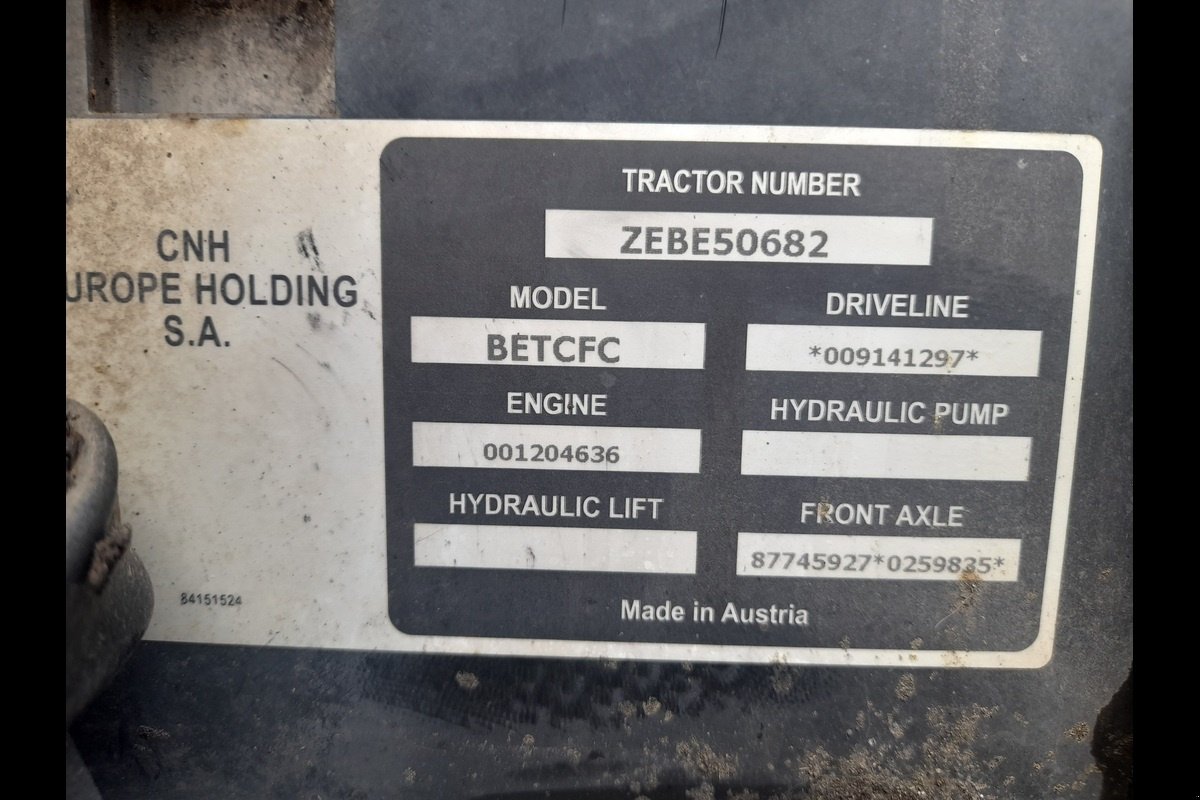 CNH
UROPE HOLDING
S.A.
84151524
TRACTOR NUMBER
ZEBE50682
MODEL
BETCFC
DRIVELINE
*009141297*
ENGINE
001204636
HYDRAULIC PUMP
HYDRAULIC LIFT
FRONT AXLE
87745927*0259835*
Made in Austria